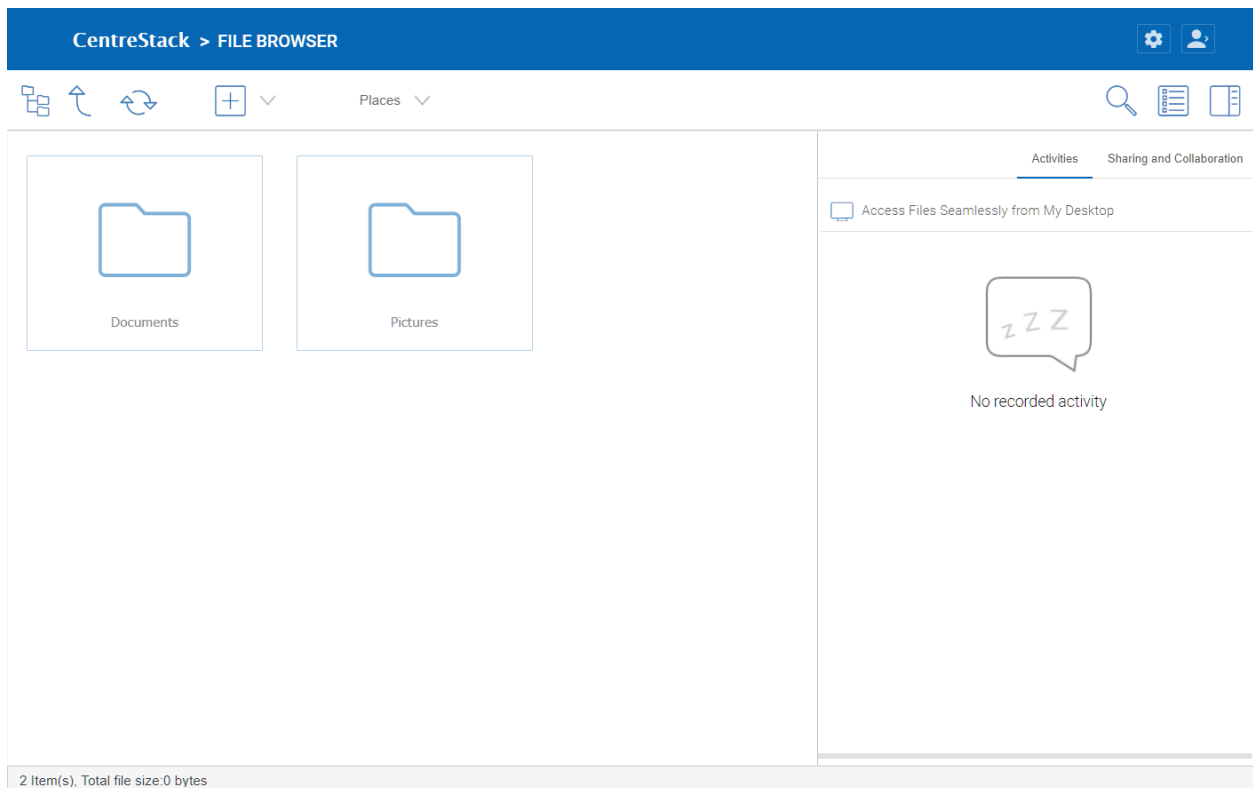 CentreStack > FILE BROWSER
Places
Activities Sharing and Collaboration
Access Files Seamlessly from My Desktop
Documents Pictures
z Z Z
No recorded activity
2 Item(s), Total file size:0 bytes